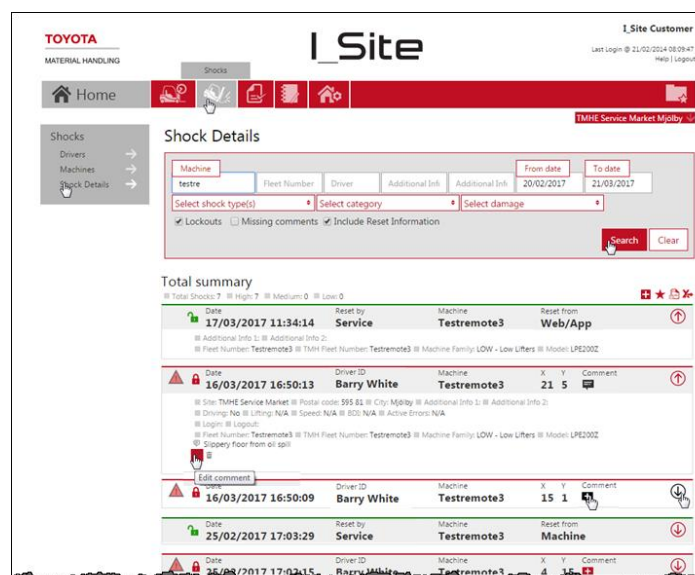 TOYOTA
MATERIAL HANDLING
I_Site
I_Site Customer
Last Login @ 21/02/2014 08:09:47
Help | Logout
Shocks
Home
TMHE Service Market Mjölby
Shocks
Drivers
Machines
Shock Details
Shock Details
Machine
From date
To date
testre
Fleet Number
Driver
Additional Inf
Additional Inf
20/02/2017
21/03/2017
Select shock type(s)
Select category
Select damage
Lockouts
Missing comments
Include Reset Information
Search
Clear
Total summary
Total Shocks: 7 High: 7 Medium: 0 Low: 0
Date Reset by Machine Reset from
17/03/2017 11:34:14 Service Testremote3 Web/App
Additional Info 1: Additional Info 2:
Fleet Number: Testremote3 TMH Fleet Number: Testremote3 Machine Family: LOW - Low Lifters Model: LPE200Z
Date Driver ID Machine X Y Comment
16/03/2017 16:50:13 Barry White Testremote3 21 5
Site: TMHE Service Market Postal code: 595 81 City: Mjölby Additional Info 1: Additional Info 2:
Driving: No Lifting: N/A Speed: N/A BDI: N/A Active Errors: N/A
Login: Logout:
Fleet Number: Testremote3 TMH Fleet Number: Testremote3 Machine Family: LOW - Low Lifters Model: LPE200Z
Slippery floor from oil spill
Edit comment
Date Driver ID Machine X Y Comment
16/03/2017 16:50:09 Barry White Testremote3 15 1
Date Reset by Machine Reset from
25/02/2017 17:03:29 Service Testremote3 Machine
Date Driver ID Machine X Y Comment
Barry White Testremote3 4 15